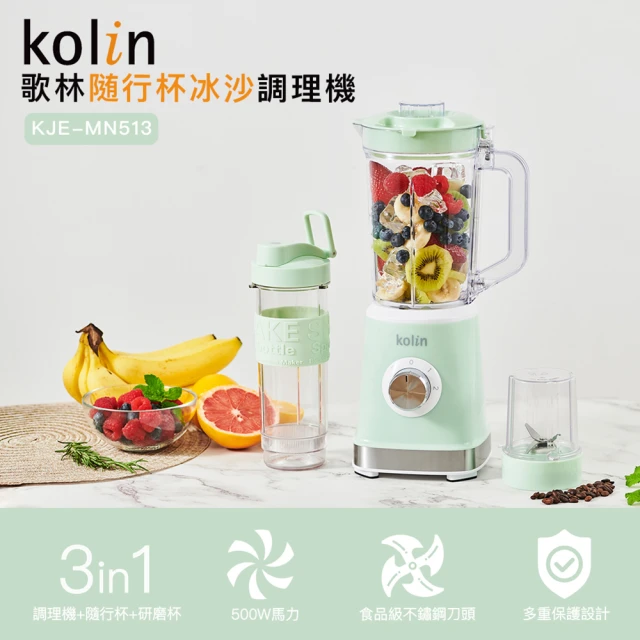 kolin
歌林隨行杯冰沙調理機
KJE-MN513
kolin
3in1
調理機+隨行杯+研磨杯
500W馬力
食品級不鏽鋼刀頭
多重保護設計